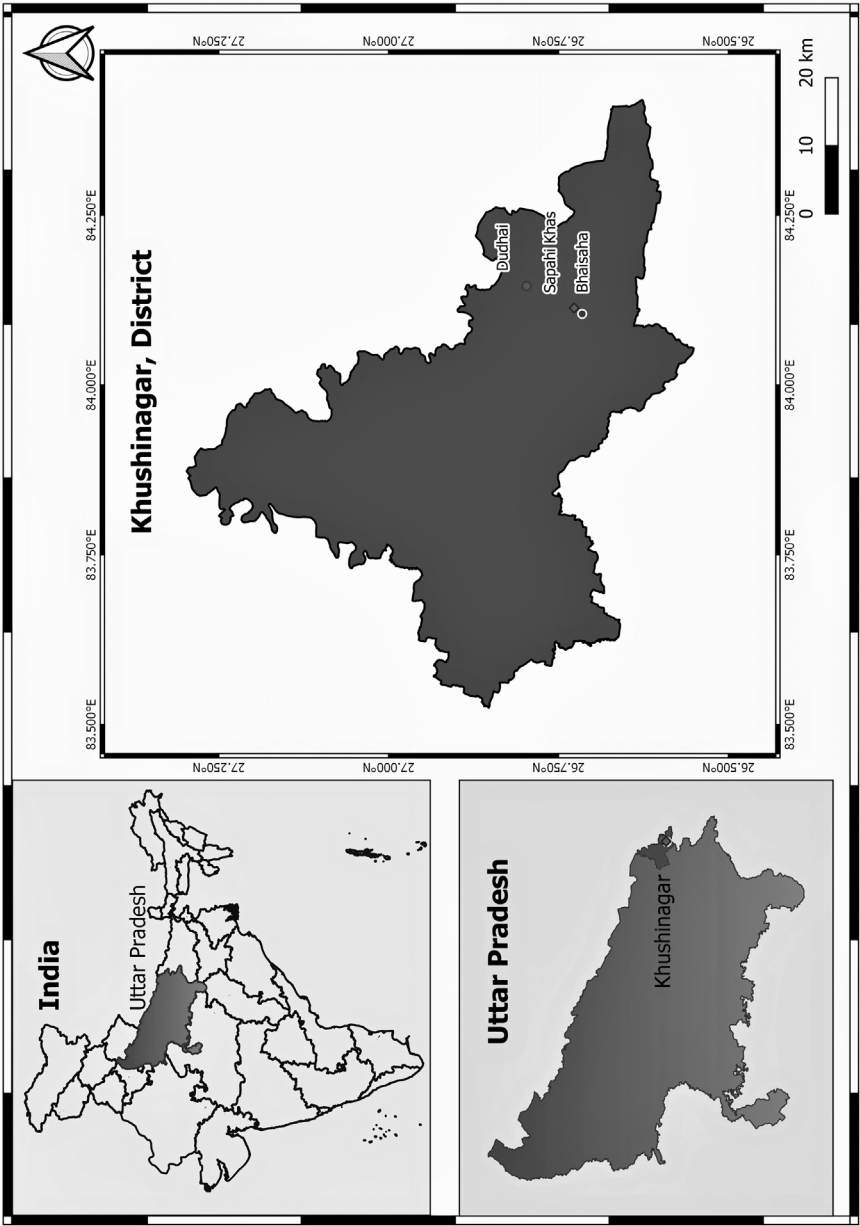 India
Uttar Pradesh
Uttar Pradesh
Khushinagar
Khushinagar, District
83.500°E
83.750°E
84.000°E
84.250°E
27.250°N
27.250°N
27.000°N
27.000°N
Dudhai
Sapahi Khas
Bhaisaha
26.750°N
26.750°N
26.500°N
26.500°N
83.500°E
83.750°E
84.000°E
84.250°E
0 10 20 km